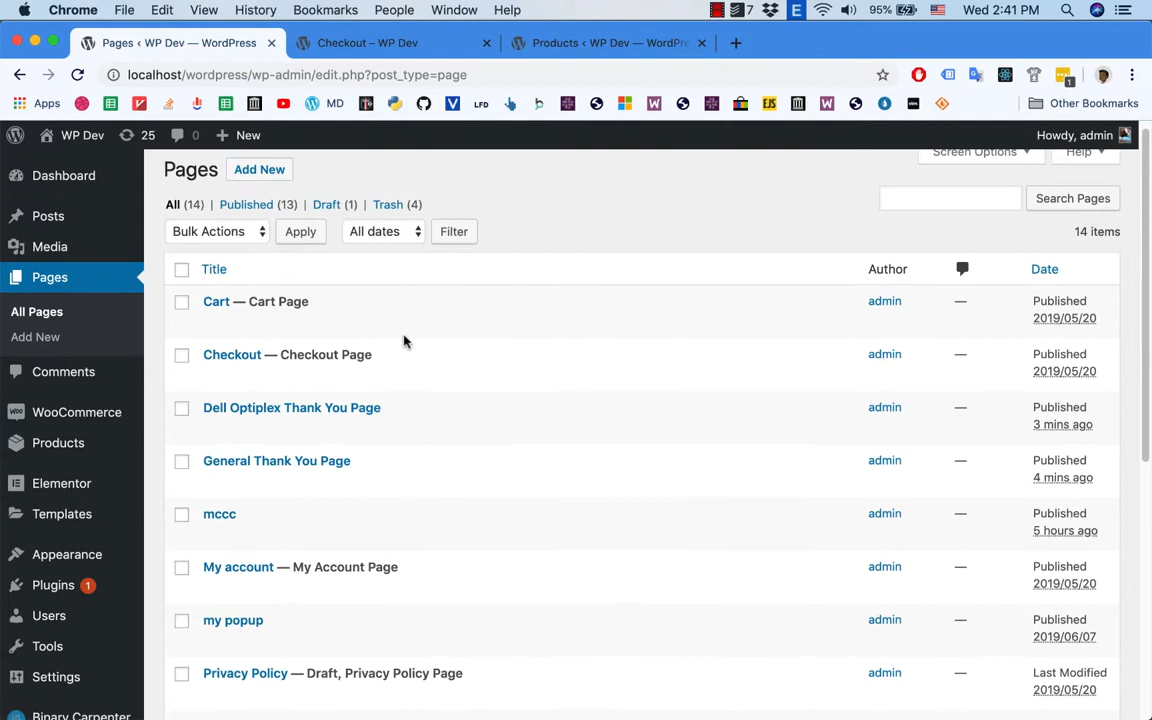 Chrome File Edit View History Bookmarks People Window Help 7 E 95% Wed 2:41 PM
Pages ‹ WP Dev — WordPress Checkout – WP Dev Products ‹ WP Dev — WordPre
localhost/wordpress/wp-admin/edit.php?post_type=page 1
Apps MD LFD EJS Other Bookmarks
WP Dev 25 0 New Howdy, admin
Dashboard
Posts
Media
Pages
All Pages
Add New
Comments
WooCommerce
Products
Elementor
Templates
Appearance
Plugins 1
Users
Tools
Settings
Binary Carpenter
Screen Options Help
Pages Add New
All (14) | Published (13) | Draft (1) | Trash (4)
Search Pages
Bulk Actions Apply All dates Filter 14 items
Title Author Date
Cart — Cart Page admin — Published
2019/05/20
Checkout — Checkout Page admin — Published
2019/05/20
Dell Optiplex Thank You Page admin — Published
3 mins ago
General Thank You Page admin — Published
4 mins ago
mccc admin — Published
5 hours ago
My account — My Account Page admin — Published
2019/05/20
my popup admin — Published
2019/06/07
Privacy Policy — Draft, Privacy Policy Page admin — Last Modified
2019/05/20